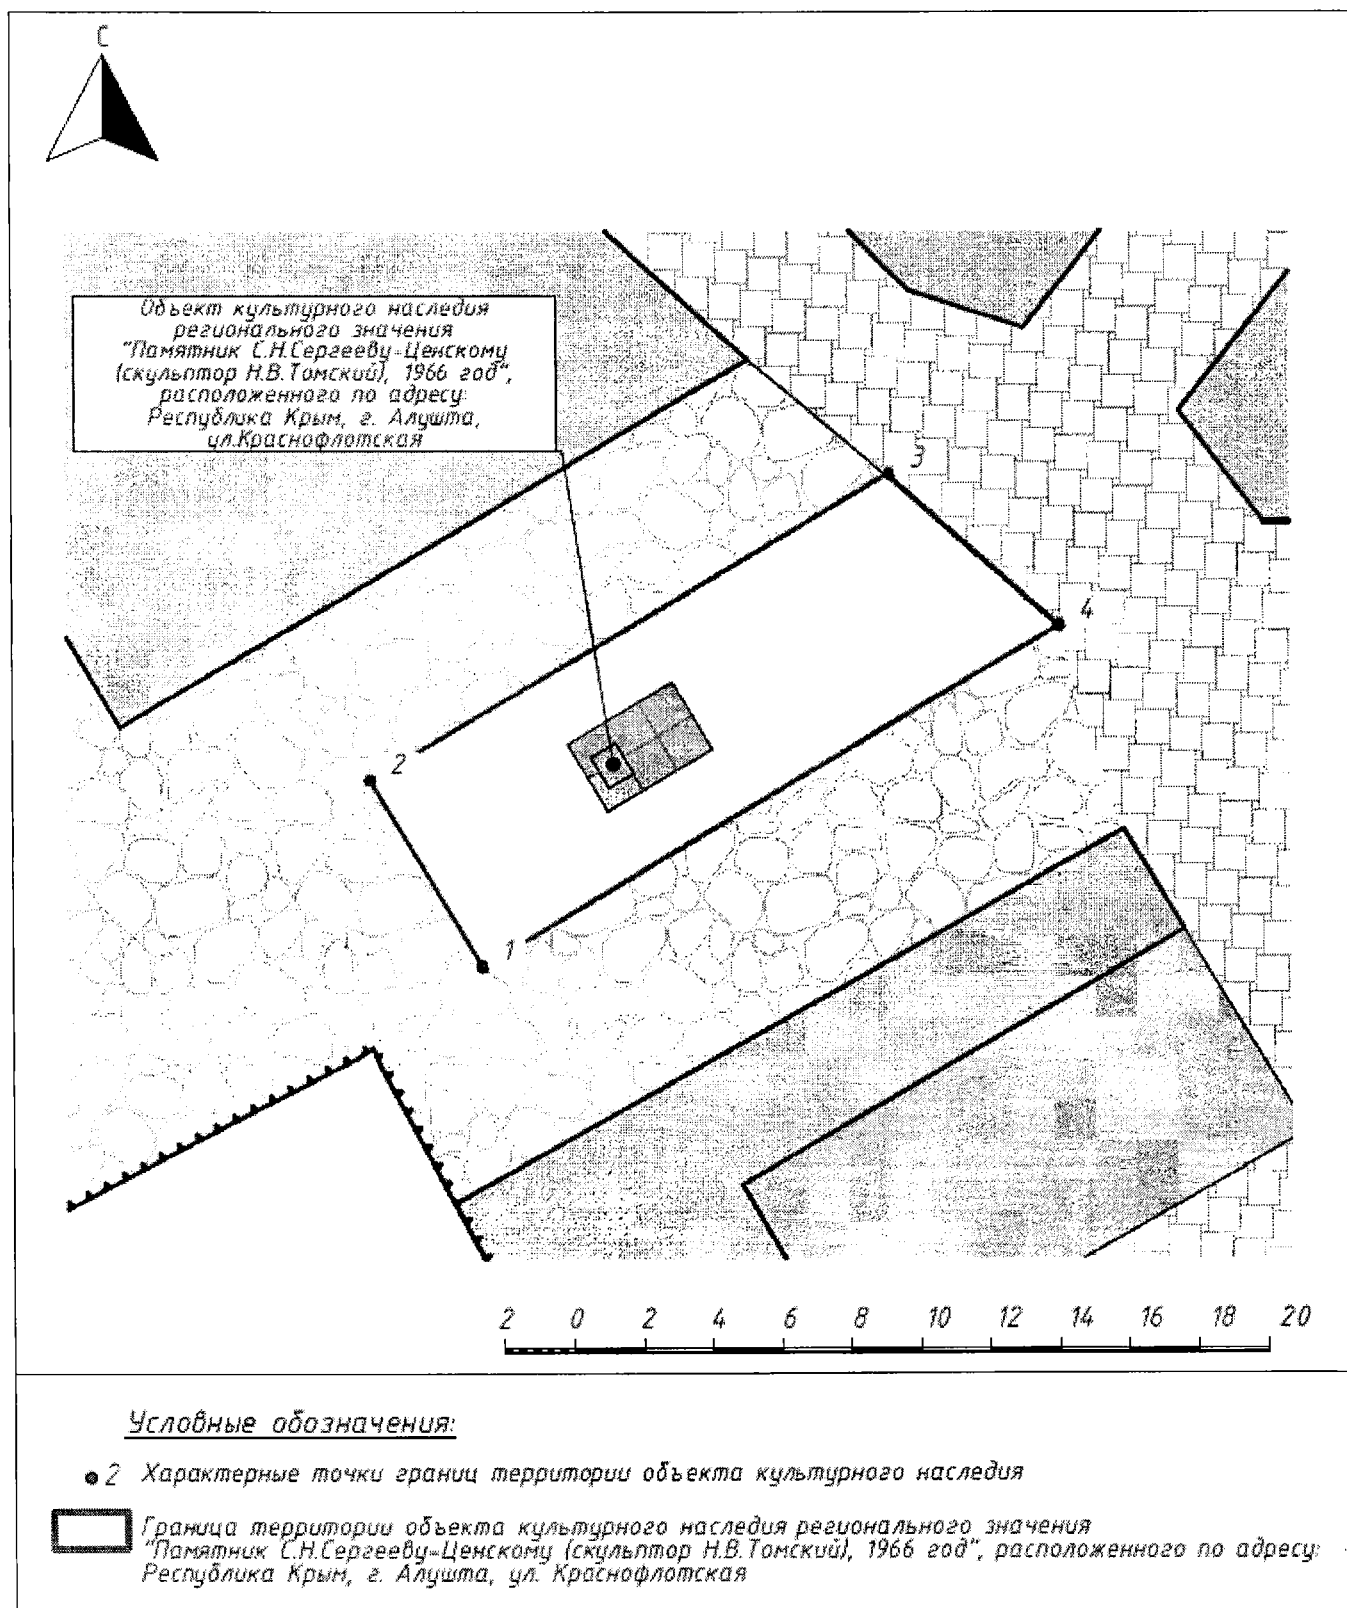 С
Объект культурного наследия
регионального значения
"Памятник С.Н.Сергееву-Ценскому
(скульптор Н.В.Томский), 1966 год",
расположенного по адресу:
Республика Крым, г. Алушта,
ул.Краснофлотская
3
4
2
1
2 0 2 4 6 8 10 12 14 16 18 20
Условные обозначения:
2 Характерные точки границ территории объекта культурного наследия
Граница территории объекта культурного наследия регионального значения
"Памятник С.Н.Сергееву-Ценскому (скульптор Н.В.Томский), 1966 год", расположенного по адресу:
Республика Крым, г. Алушта, ул. Краснофлотская